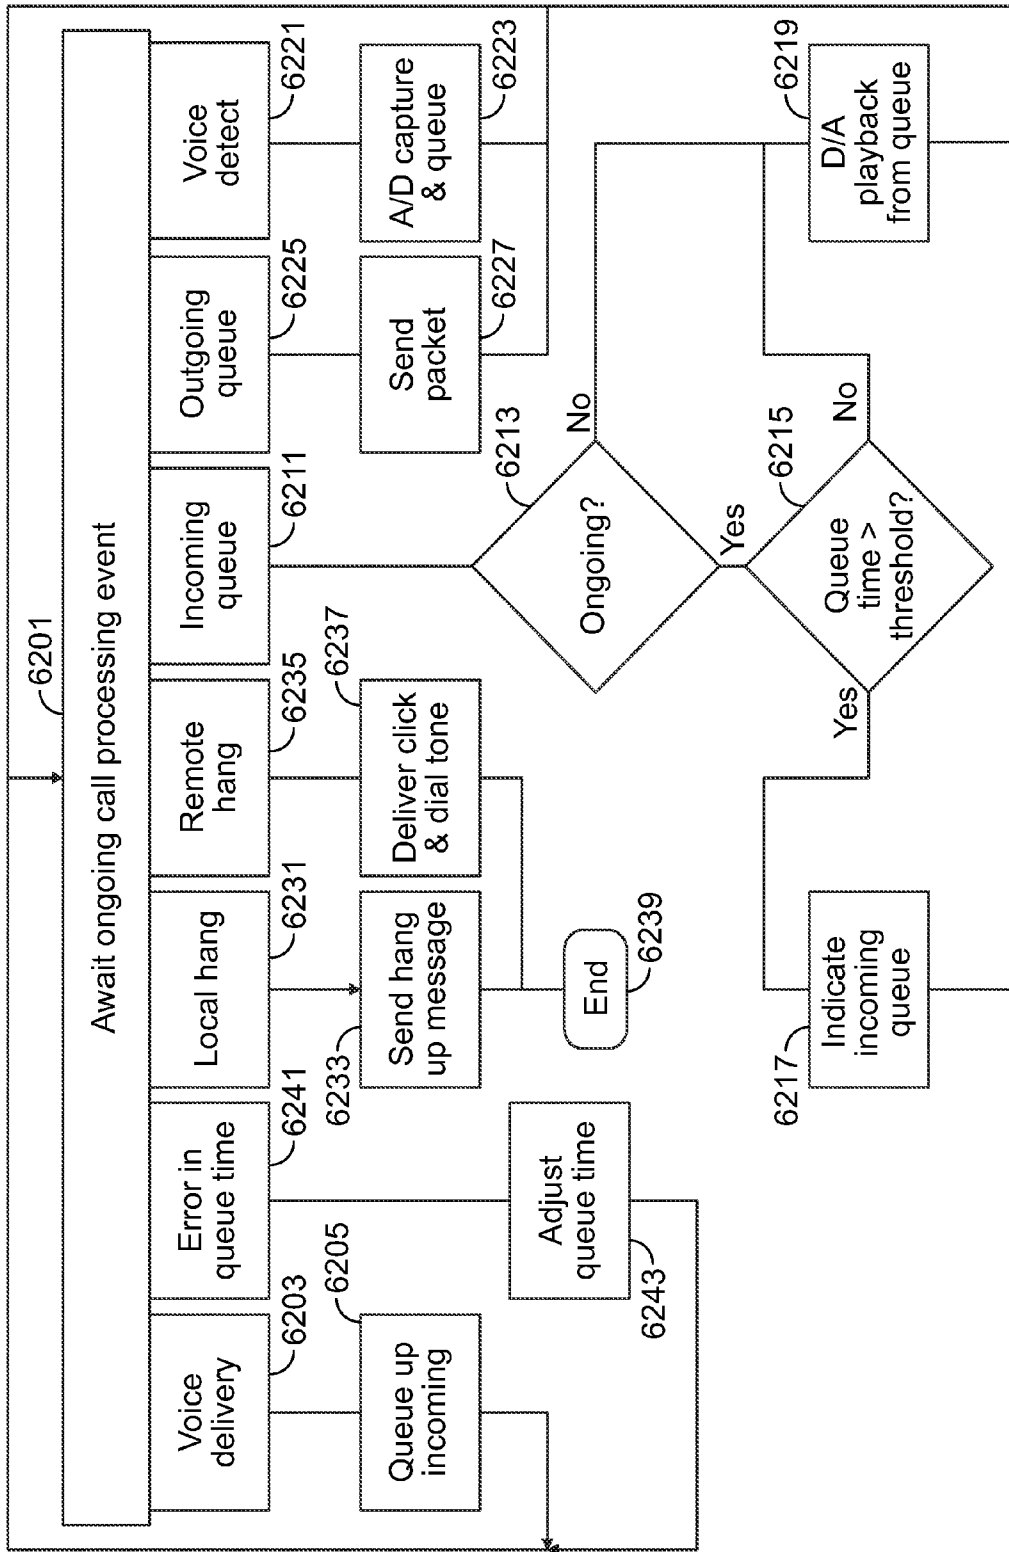 6201
Await ongoing call processing event
Voice
delivery
6203
Error in
queue time
6241
Local hang
6231
Remote
hang
6235
Incoming
queue
6211
Outgoing
queue
6225
Voice
detect
6221
Queue up
incoming
6205
Send hang
up message
6233
Deliver click
& dial tone
6237
Send
packet
6227
A/D capture
& queue
6223
Adjust
queue time
6243
End
6239
Ongoing?
6213
No
Yes
Queue
time >
threshold?
6215
Yes
No
Indicate
incoming
queue
6217
D/A
playback
from queue
6219